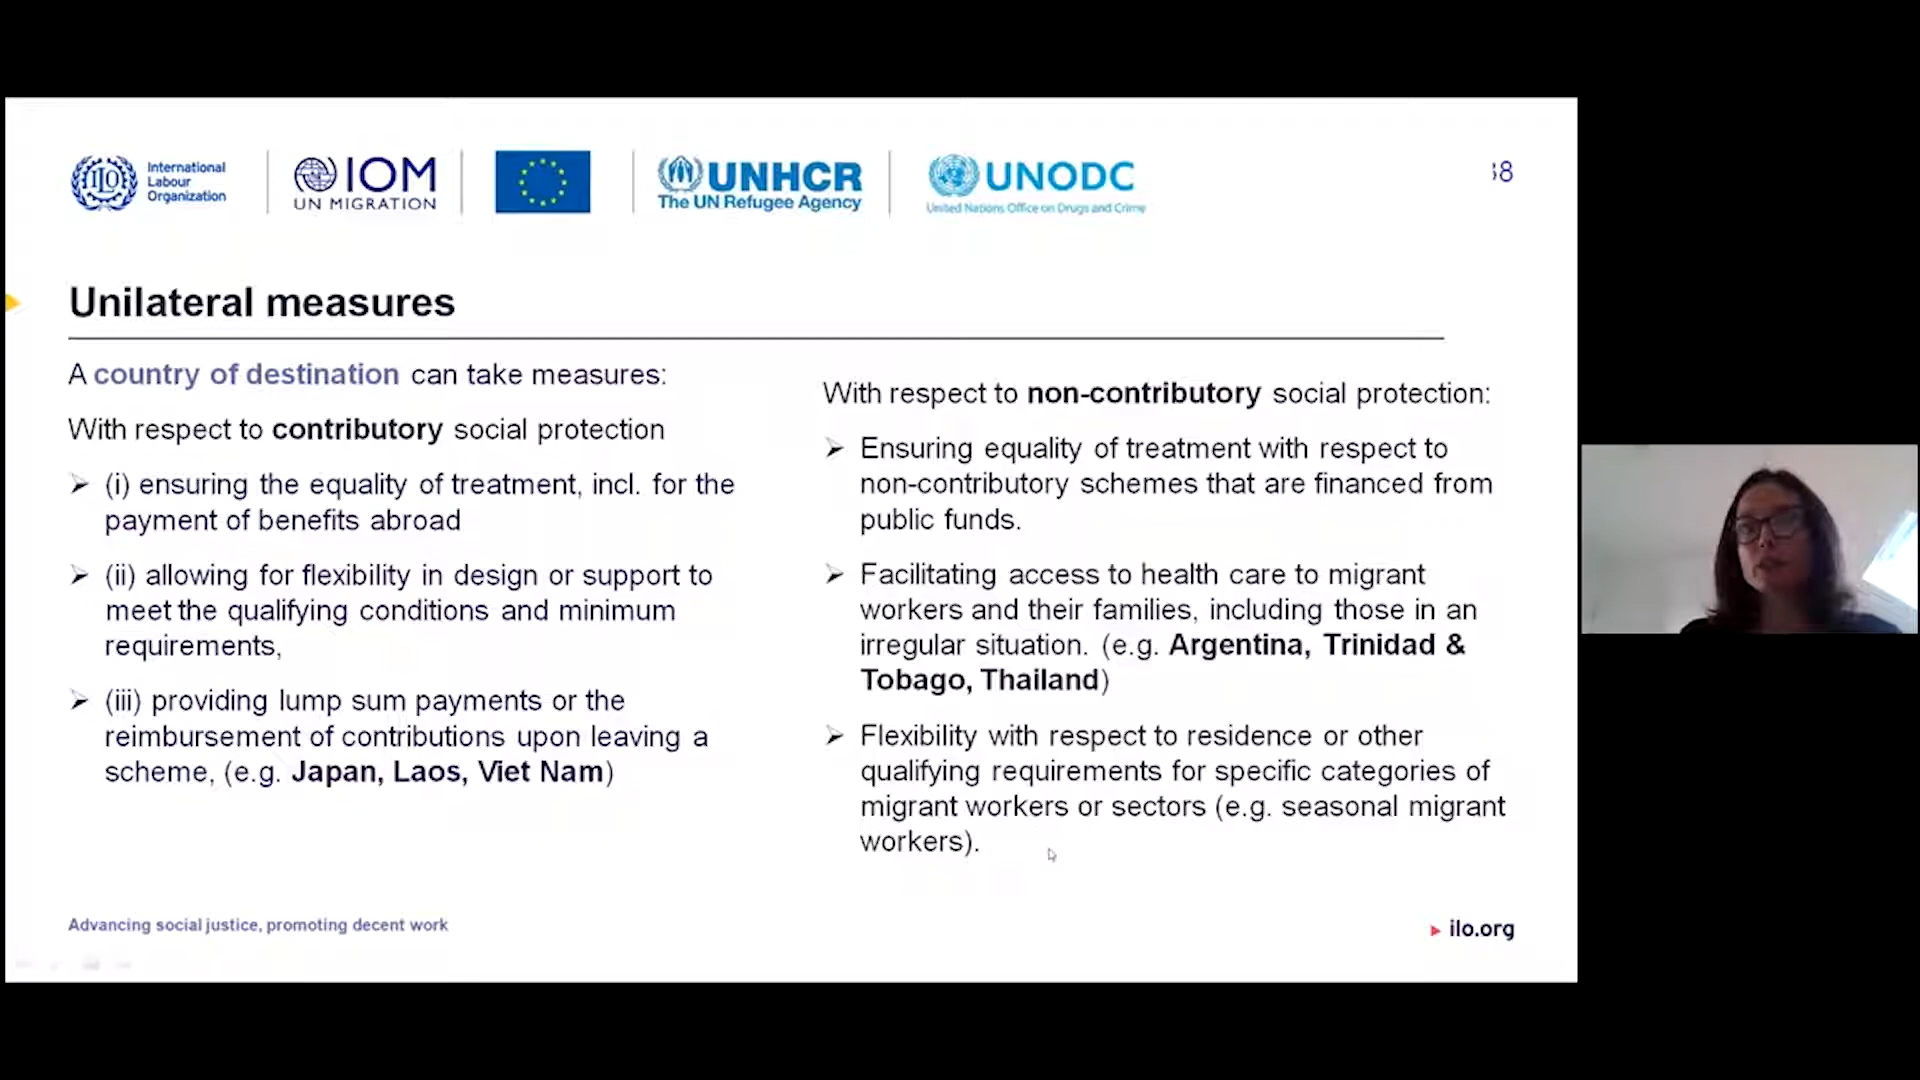 International
Labour
Organization
IOM
UN MIGRATION
UNHCR
The UN Refugee Agency
UNODC
United Nations Office on Drugs and Crime
Unilateral measures
A country of destination can take measures:
With respect to contributory social protection
➢ (i) ensuring the equality of treatment, incl. for the
payment of benefits abroad
➢ (ii) allowing for flexibility in design or support to
meet the qualifying conditions and minimum
requirements,
➢ (iii) providing lump sum payments or the
reimbursement of contributions upon leaving a
scheme, (e.g. Japan, Laos, Viet Nam)
With respect to non-contributory social protection:
➢ Ensuring equality of treatment with respect to
non-contributory schemes that are financed from
public funds.
➢ Facilitating access to health care to migrant
workers and their families, including those in an
irregular situation. (e.g. Argentina, Trinidad &
Tobago, Thailand)
➢ Flexibility with respect to residence or other
qualifying requirements for specific categories of
migrant workers or sectors (e.g. seasonal migrant
workers).
Advancing social justice, promoting decent work
ilo.org